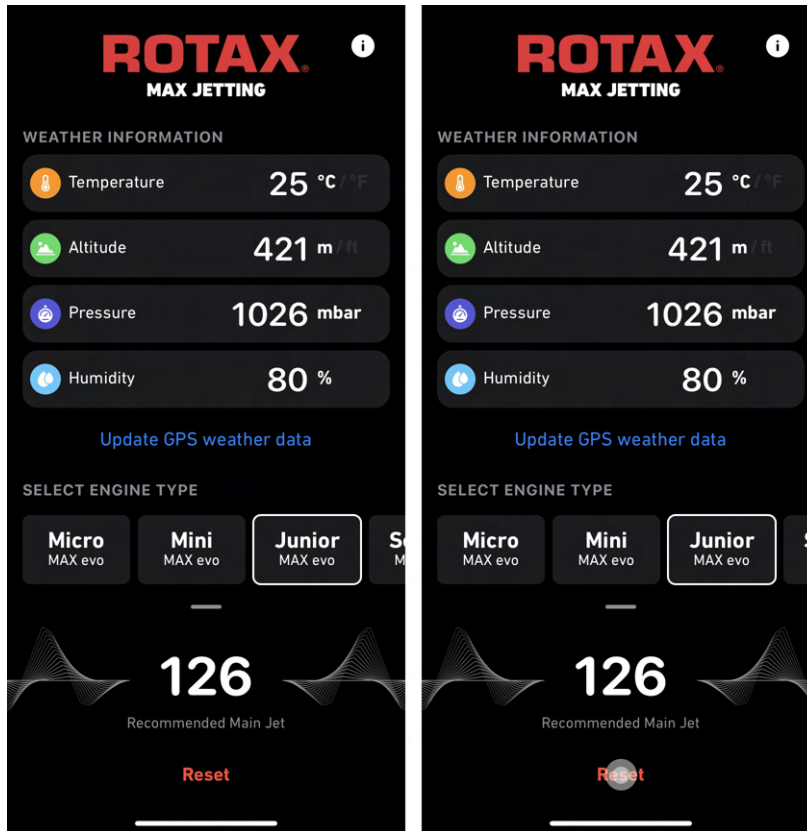 ROTAX®
MAX JETTING
WEATHER INFORMATION
Temperature 25 °C / °F
Altitude 421 m / ft
Pressure 1026 mbar
Humidity 80 %
Update GPS weather data
SELECT ENGINE TYPE
Micro Mini Junior
MAX evo MAX evo MAX evo
126
Recommended Main Jet
Reset
ROTAX®
MAX JETTING
WEATHER INFORMATION
Temperature 25 °C / °F
Altitude 421 m / ft
Pressure 1026 mbar
Humidity 80 %
Update GPS weather data
SELECT ENGINE TYPE
Micro Mini Junior
MAX evo MAX evo MAX evo
126
Recommended Main Jet
Reset